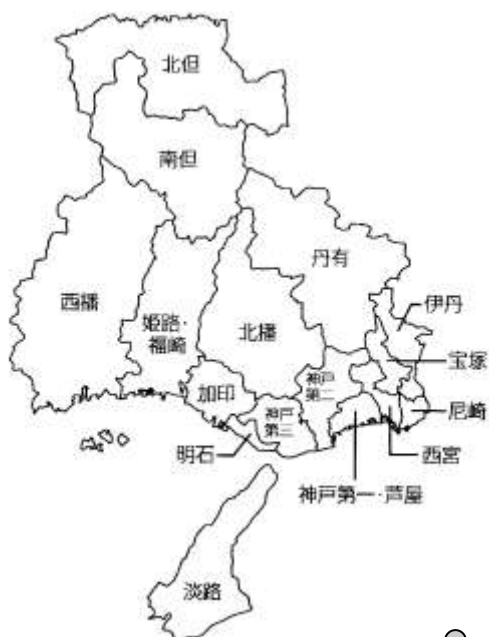 北但
南但
丹有
西播
姫路・
福崎
北播
伊丹
宝塚
加印
神戸
第二
神戸
第三
尼崎
明石
西宮
神戸第一・芦屋
淡路